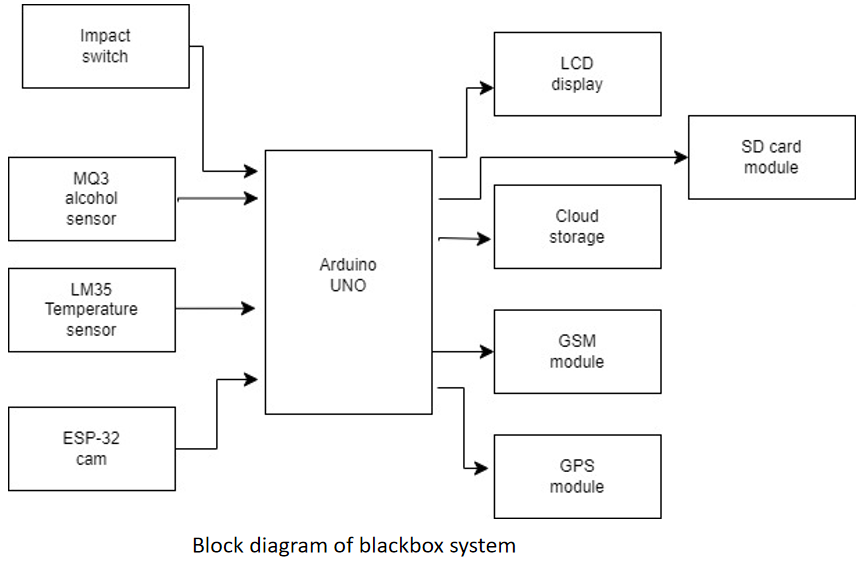 Impact
switch
MQ3
alcohol
sensor
LM35
Temperature
sensor
ESP-32
cam
Arduino
UNO
LCD
display
SD card
module
Cloud
storage
GSM
module
GPS
module
Block diagram of blackbox system